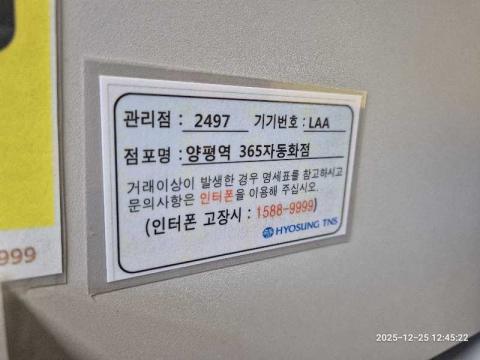 관리점 : 2497 기기번호 : LAA
점포명 : 양평역 365자동화점
거래이상이 발생한 경우 명세표를 참고하시고
문의사항은 인터폰을 이용해 주십시오.
(인터폰 고장시 : 1588-9999)
HYOSUNG TNS
999
2025-12-25 12:45:22